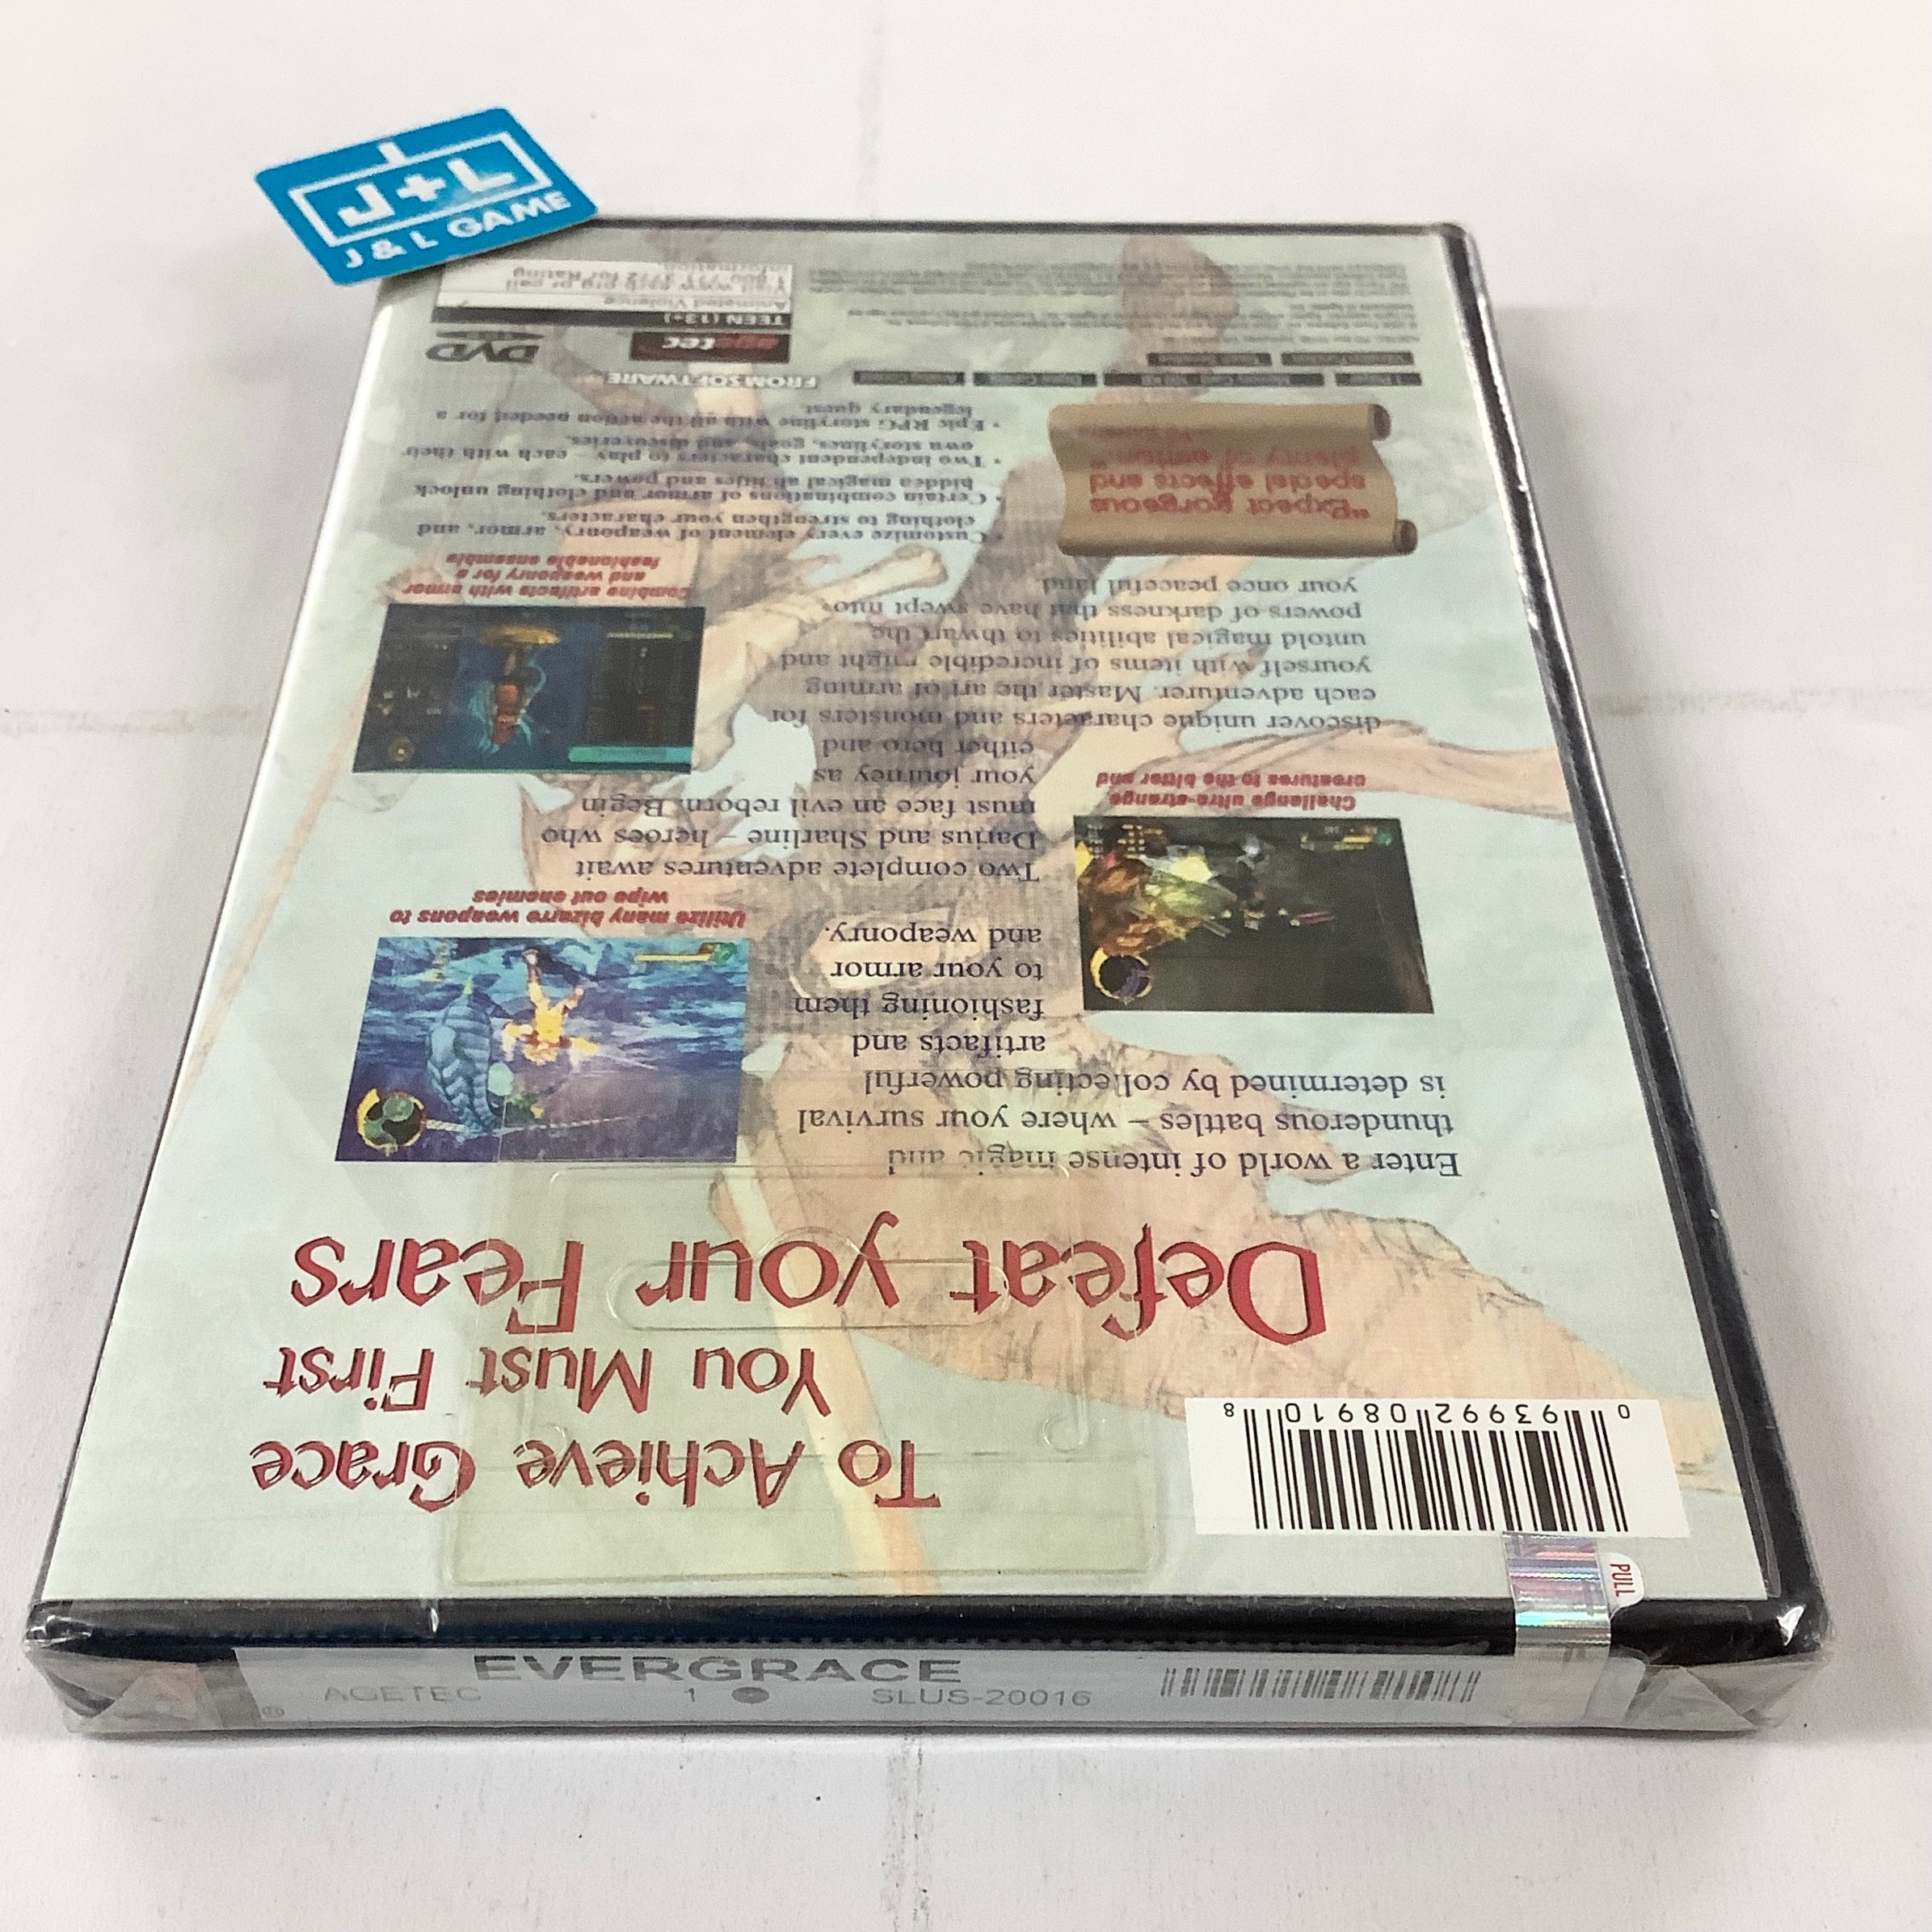 J+L
J & L GAME
To Achieve Grace
You Must First
Defeat your Fears
0 93992 08910 8
Enter a world of intense magic and
thunderous battles – where your survival
is determined by collecting powerful
artifacts and
fashioning them
to your armor
and weaponry.
Utilize many bizarre weapons to
wipe out enemies
Two complete adventures await
Darius and Sharline – heroes who
must face an evil reborn. Begin
your journey as
either hero and
discover unique characters and monsters for
each adventurer. Master the art of arming
yourself with items of incredible might and
untold magical abilities to thwart the
powers of darkness that have swept into
your once peaceful land.
Challenge ultra-strange
creatures to the bitter end
Combine artifacts with armor
and weaponry for a
fashionable ensemble
• Customize every element of weaponry, armor, and
clothing to strengthen your characters.
• Certain combinations of armor and clothing unlock
hidden magical abilities and powers.
• Two independent characters to play – each with their
own storylines, goals, and discoveries.
• Epic RPG storyline with all the action needed for a
legendary quest.
"Expect gorgeous
special effects and
plenty of action."
FROM SOFTWARE
agetec
DVD
TEEN (13+)
Animated Violence
PULL
EVERGRACE
AGETEC 1 SLUS-20016